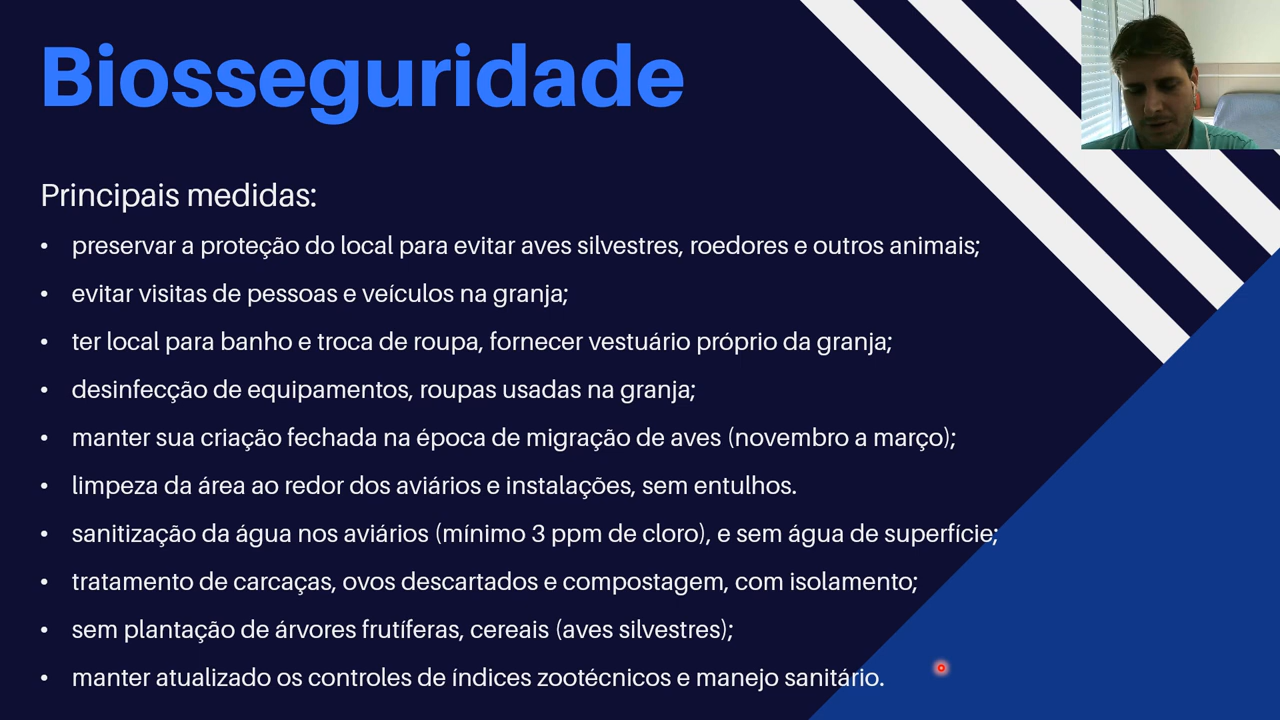 Biosseguridade
Principais medidas:
• preservar a proteção do local para evitar aves silvestres, roedores e outros animais;
• evitar visitas de pessoas e veículos na granja;
• ter local para banho e troca de roupa, fornecer vestuário próprio da granja;
• desinfecção de equipamentos, roupas usadas na granja;
• manter sua criação fechada na época de migração de aves (novembro a março);
• limpeza da área ao redor dos aviários e instalações, sem entulhos.
• sanitização da água nos aviários (mínimo 3 ppm de cloro), e sem água de superfície;
• tratamento de carcaças, ovos descartados e compostagem, com isolamento;
• sem plantação de árvores frutíferas, cereais (aves silvestres);
• manter atualizado os controles de índices zootécnicos e manejo sanitário.